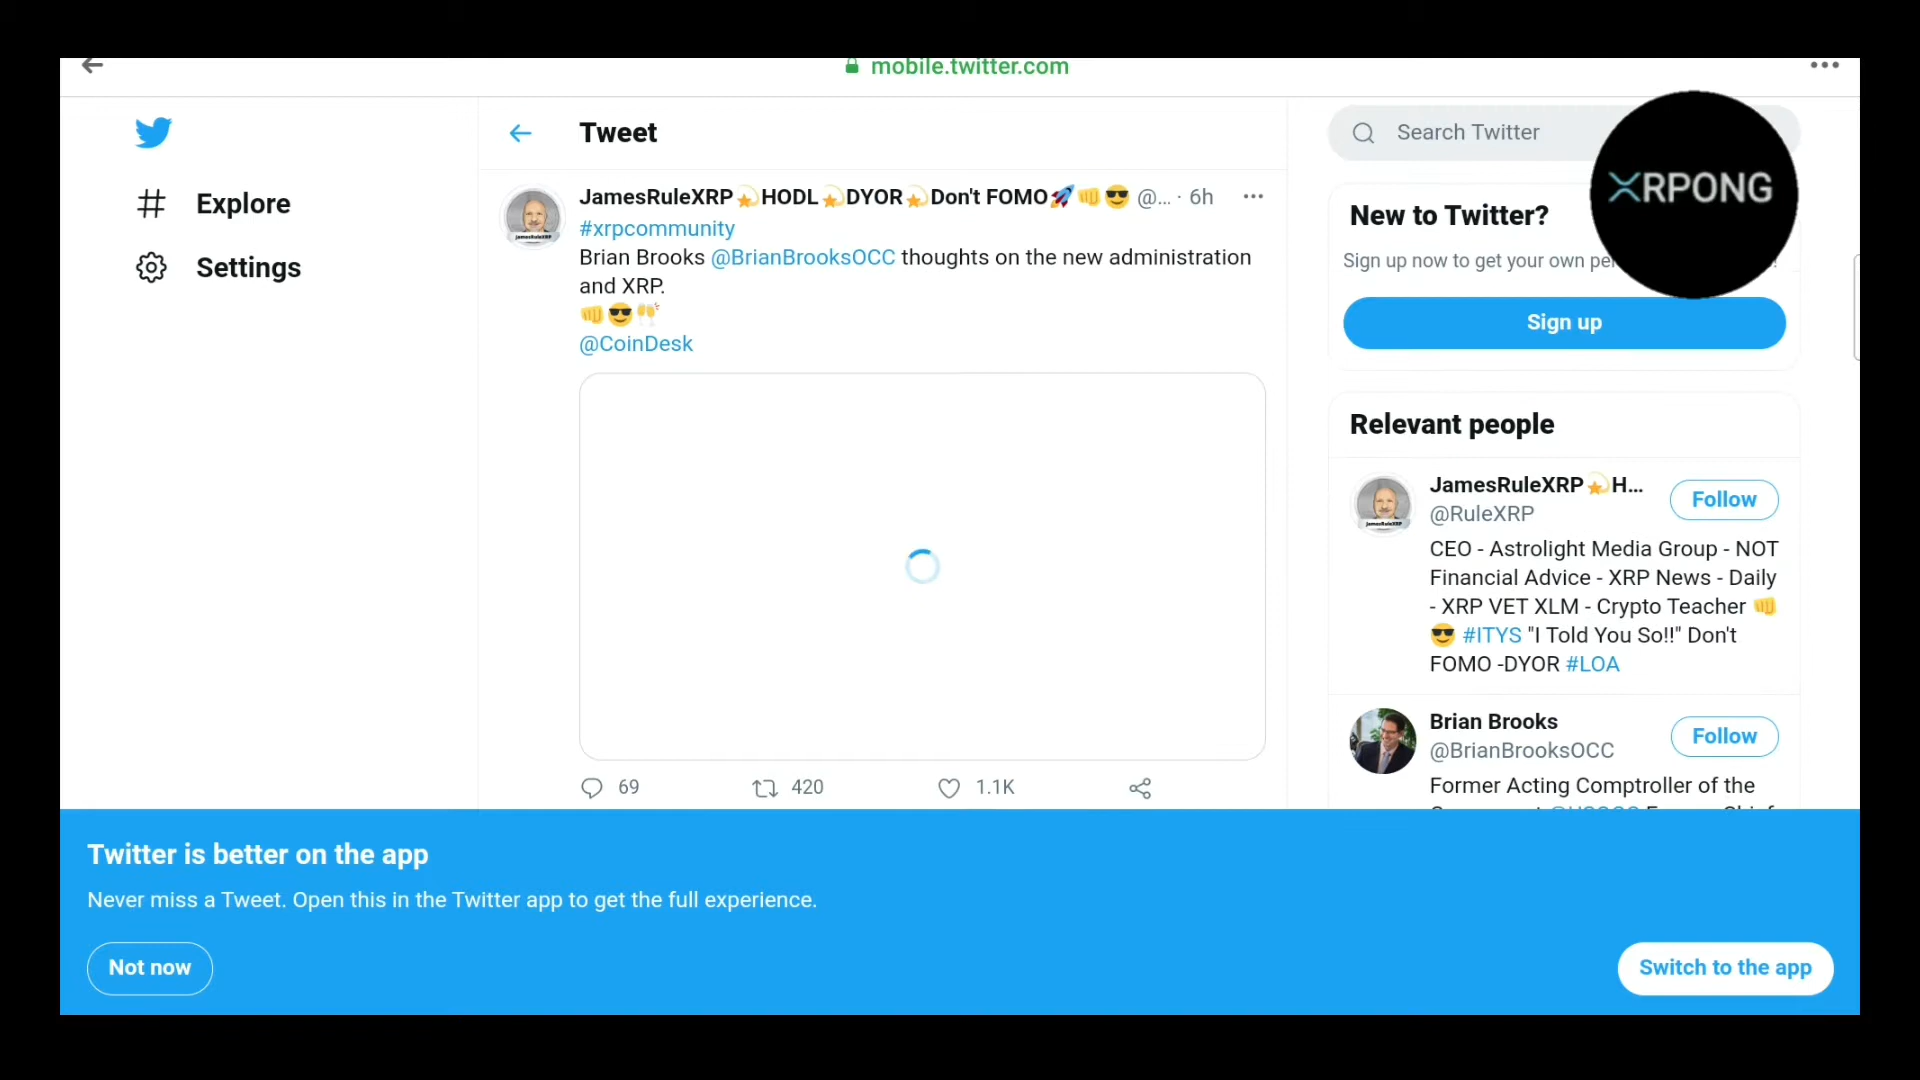 mobile.twitter.com
Explore
Settings
Tweet
JamesRuleXRP💫HODL💫DYOR💫Don't FOMO🚀👊😎 @... · 6h
#xrpcommunity
Brian Brooks @BrianBrooksOCC thoughts on the new administration
and XRP.
👊😎🥂
@CoinDesk
69
420
1.1K
Search Twitter
XRPONG
New to Twitter?
Sign up now to get your own
Sign up
Relevant people
JamesRuleXRP💫H...
@RuleXRP
Follow
CEO - Astrolight Media Group - NOT
Financial Advice - XRP News - Daily
- XRP VET XLM - Crypto Teacher 👊
😎 #ITYS "I Told You So!!" Don't
FOMO -DYOR #LOA
Brian Brooks
@BrianBrooksOCC
Follow
Former Acting Comptroller of the
Twitter is better on the app
Never miss a Tweet. Open this in the Twitter app to get the full experience.
Not now
Switch to the app